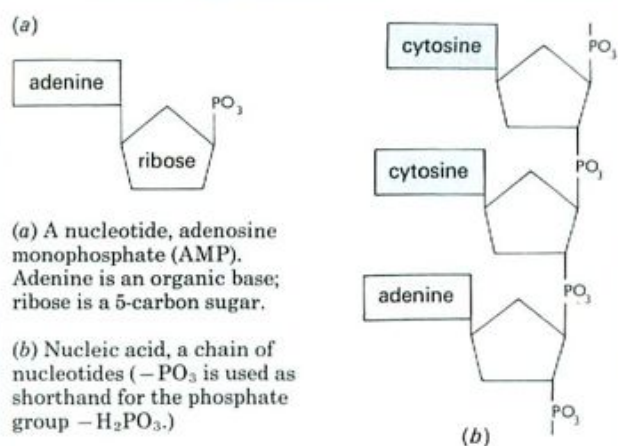 (a)
adenine
PO₃
ribose
(a) A nucleotide, adenosine
monophosphate (AMP).
Adenine is an organic base;
ribose is a 5-carbon sugar.
(b) Nucleic acid, a chain of
nucleotides (–PO₃ is used as
shorthand for the phosphate
group –H₂PO₃.)
cytosine
PO₃
PO₃
cytosine
PO₃
adenine
PO₃
(b)